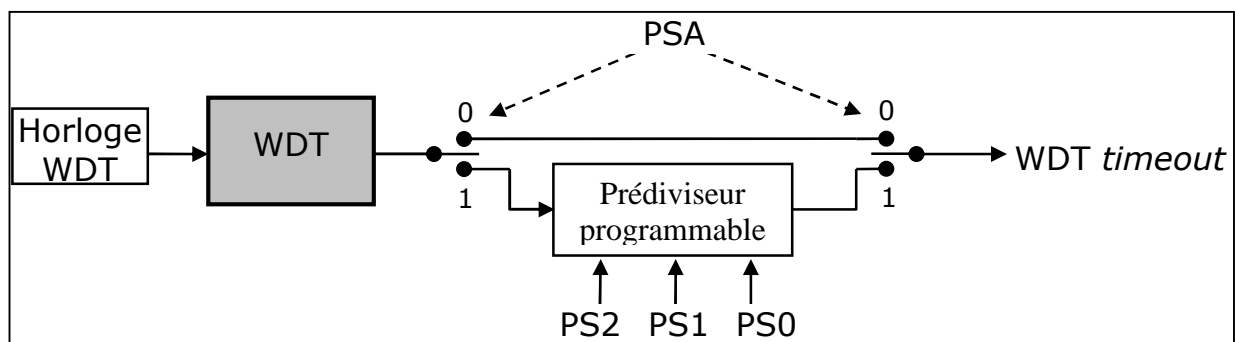 PSA
0
0
Horloge
WDT
WDT
WDT timeout
1
Prédiviseur
programmable
1
PS2 PS1 PS0